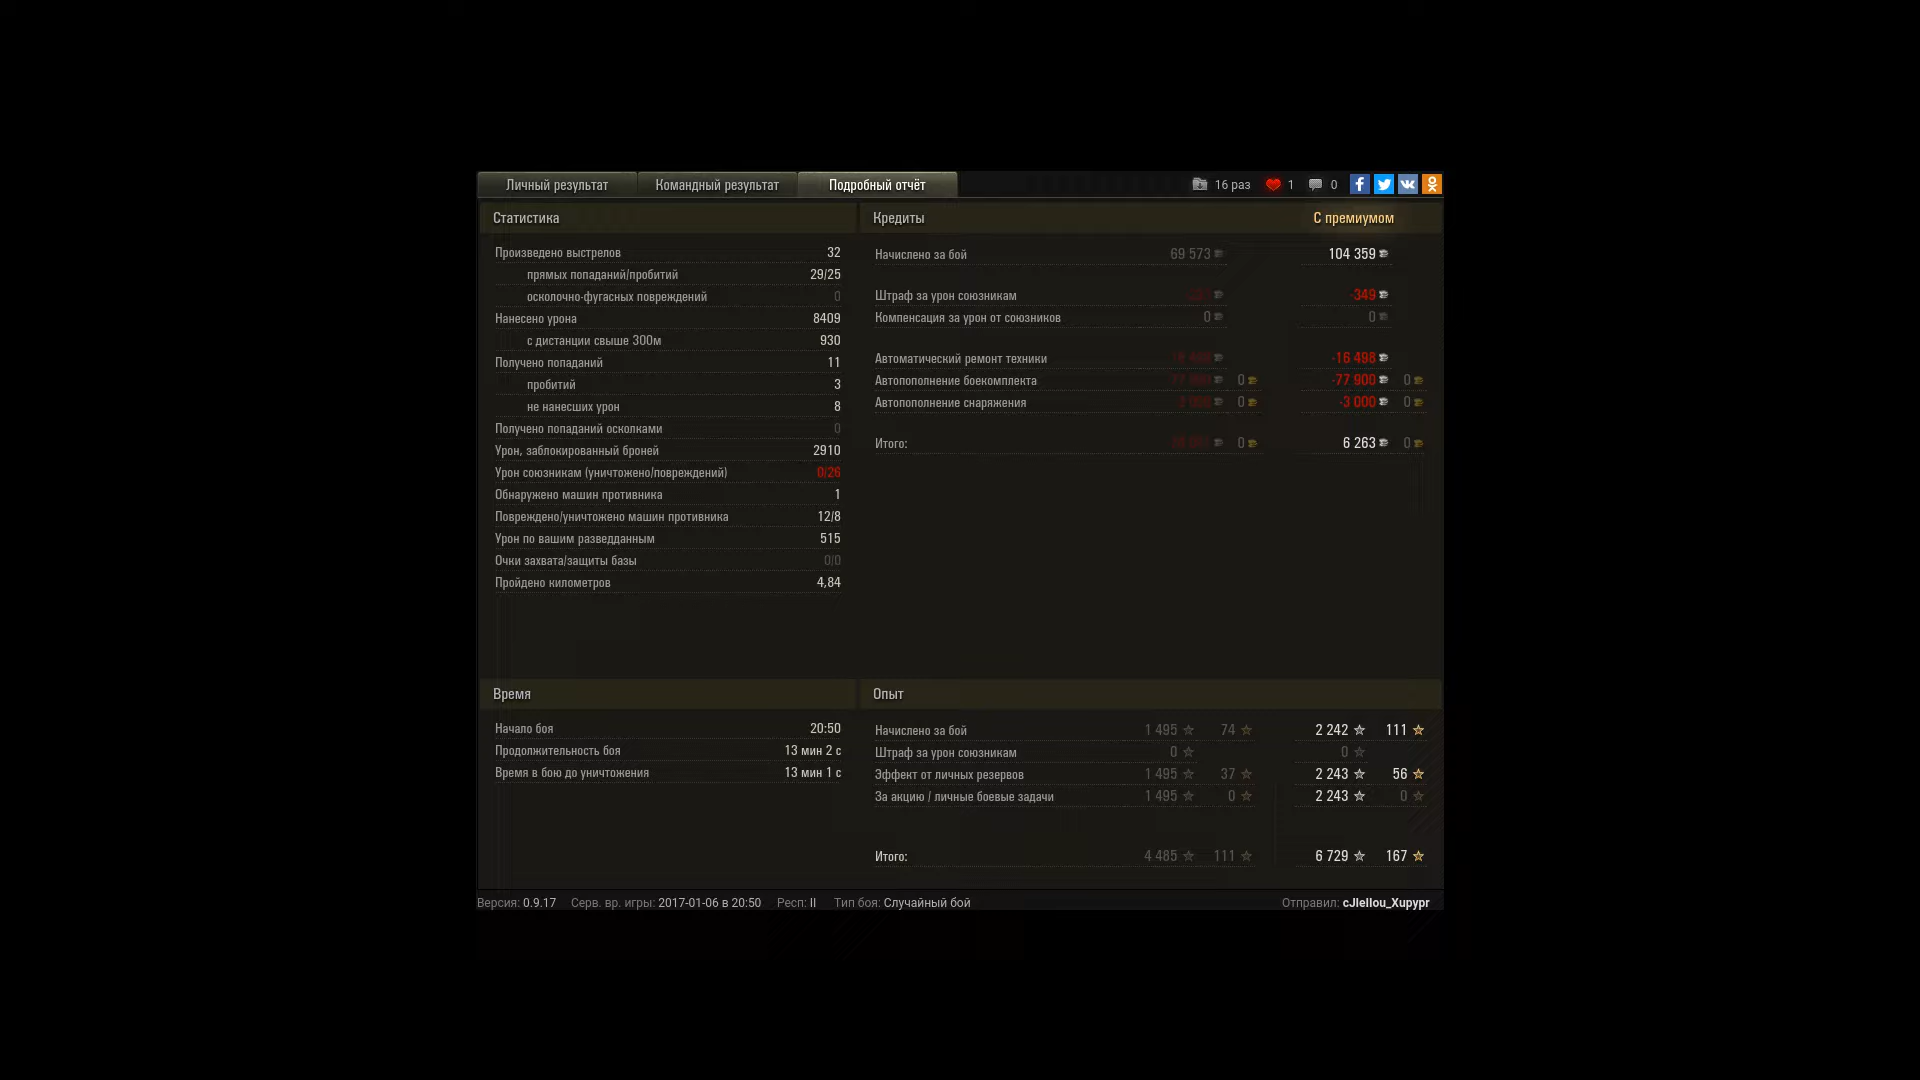 Личный результат Командный результат Подробный отчёт 16 раз 1 0
Статистика
Произведено выстрелов 32
прямых попаданий/пробитий 29/25
осколочно-фугасных повреждений 0
Нанесено урона 8409
с дистанции свыше 300м 930
Получено попаданий 11
пробитий 3
не нанесших урон 8
Получено попаданий осколками 0
Урон, заблокированный броней 2910
Урон союзникам (уничтожено/повреждений) 0/26
Обнаружено машин противника 1
Повреждено/уничтожено машин противника 12/8
Урон по вашим разведданным 515
Очки захвата/защиты базы 0/0
Пройдено километров 4,84
Кредиты С премиумом
Начислено за бой 69 573 104 359
Штраф за урон союзникам -349
Компенсация за урон от союзников 0 0
Автоматический ремонт техники -16 498
Автопополнение боекомплекта 0 -77 900 0
Автопополнение снаряжения 0 -3 000 0
Итого: 0 6 263 0
Время
Начало боя 20:50
Продолжительность боя 13 мин 2 с
Время в бою до уничтожения 13 мин 1 с
Опыт
Начислено за бой 1 495 74 2 242 111
Штраф за урон союзникам 0 0
Эффект от личных резервов 1 495 37 2 243 56
За акцию / личные боевые задачи 1 495 0 2 243 0
Итого: 4 485 111 6 729 167
Версия: 0.9.17 Серв. вр. игры: 2017-01-06 в 20:50 Респ: II Тип боя: Случайный бой Отправил: cJIeIIou_Xupypr